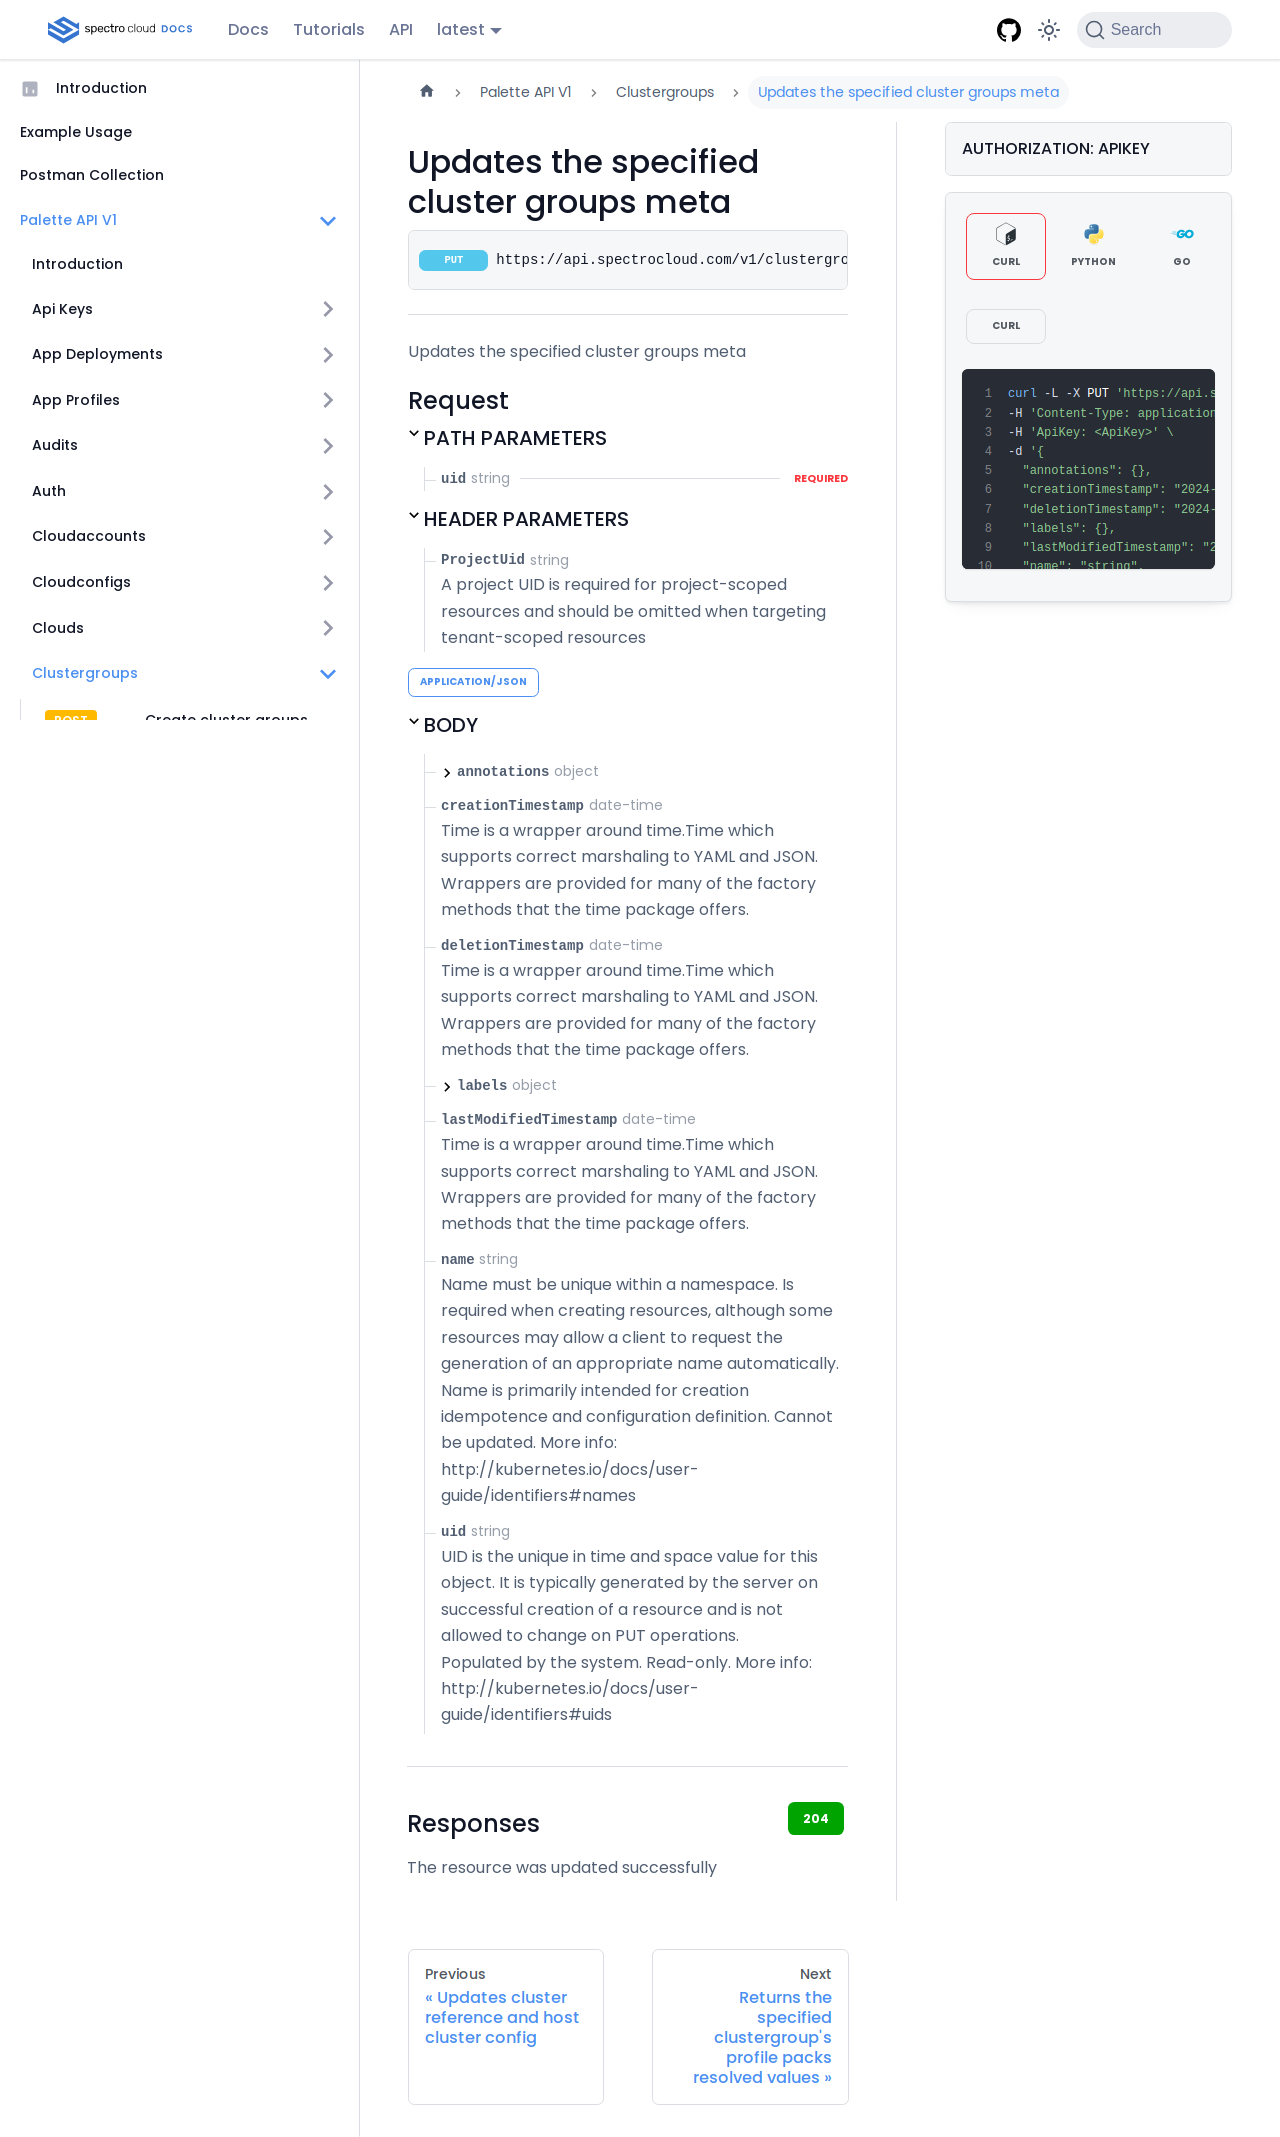 spectro cloud DOCS
Docs
Tutorials
API
latest
Search
Introduction
Example Usage
Postman Collection
Palette API V1
Introduction
Api Keys
App Deployments
App Profiles
Audits
Auth
Cloudaccounts
Cloudconfigs
Clouds
Clustergroups
POST Create cluster groups
Palette API V1
Clustergroups
Updates the specified cluster groups meta
Updates the specified
cluster groups meta
PUT https://api.spectrocloud.com/v1/clustergro
Updates the specified cluster groups meta
Request
PATH PARAMETERS
uid string REQUIRED
HEADER PARAMETERS
ProjectUid string
A project UID is required for project-scoped
resources and should be omitted when targeting
tenant-scoped resources
APPLICATION/JSON
BODY
annotations object
creationTimestamp date-time
Time is a wrapper around time.Time which
supports correct marshaling to YAML and JSON.
Wrappers are provided for many of the factory
methods that the time package offers.
deletionTimestamp date-time
Time is a wrapper around time.Time which
supports correct marshaling to YAML and JSON.
Wrappers are provided for many of the factory
methods that the time package offers.
labels object
lastModifiedTimestamp date-time
Time is a wrapper around time.Time which
supports correct marshaling to YAML and JSON.
Wrappers are provided for many of the factory
methods that the time package offers.
name string
Name must be unique within a namespace. Is
required when creating resources, although some
resources may allow a client to request the
generation of an appropriate name automatically.
Name is primarily intended for creation
idempotence and configuration definition. Cannot
be updated. More info:
http://kubernetes.io/docs/user-
guide/identifiers#names
uid string
UID is the unique in time and space value for this
object. It is typically generated by the server on
successful creation of a resource and is not
allowed to change on PUT operations.
Populated by the system. Read-only. More info:
http://kubernetes.io/docs/user-
guide/identifiers#uids
Responses
204
The resource was updated successfully
Previous
« Updates cluster
reference and host
cluster config
Next
Returns the
specified
clustergroup's
profile packs
resolved values »
AUTHORIZATION: APIKEY
CURL
PYTHON
GO
CURL
1 curl -L -X PUT 'https://api.s
2 -H 'Content-Type: application
3 -H 'ApiKey: <ApiKey>' \
4 -d '{
5 "annotations": {},
6 "creationTimestamp": "2024-
7 "deletionTimestamp": "2024-
8 "labels": {},
9 "lastModifiedTimestamp": "2
10 "name": "string",